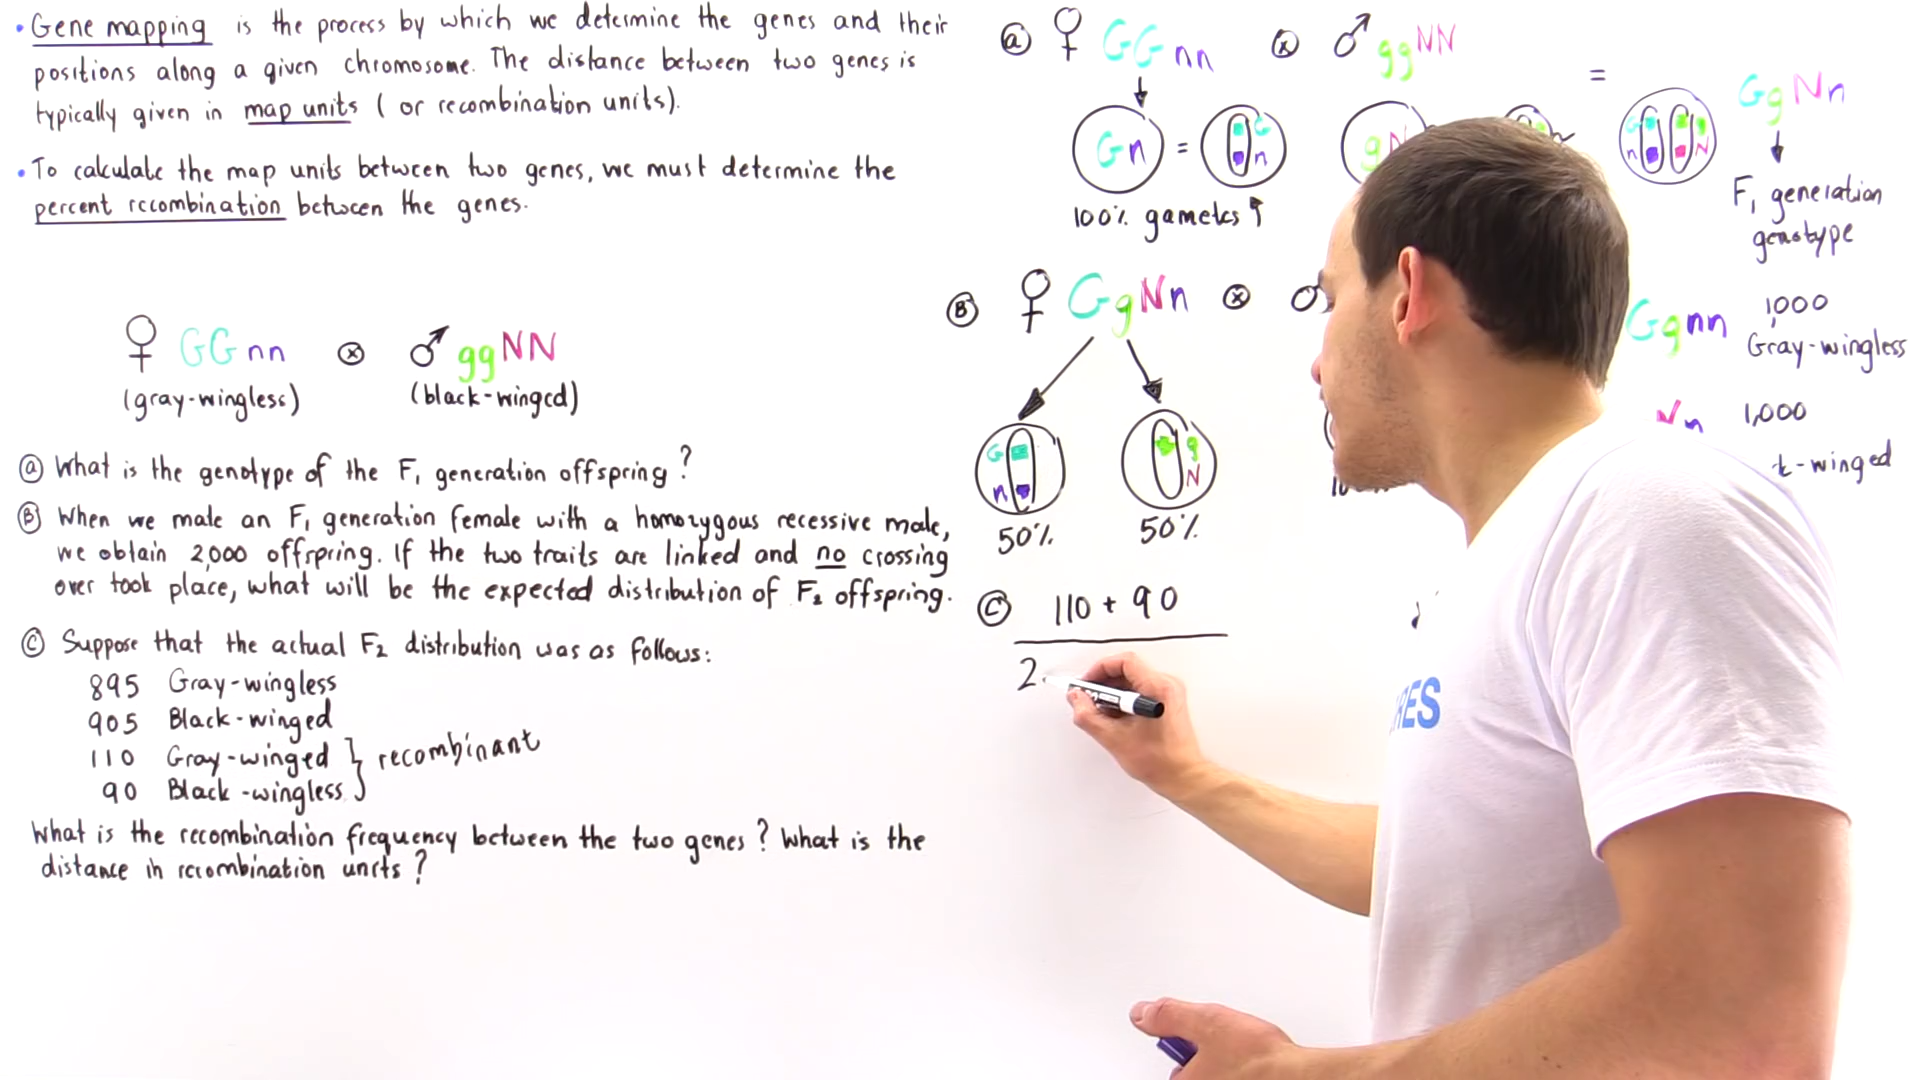 • Gene mapping is the process by which we determine the genes and their
positions along a given chromosome. The distance between two genes is
typically given in map units (or recombination units).
• To calculate the map units between two genes, we must determine the
percent recombination between the genes.
♀ GGnn ⊗ ♂ ggNN
(gray-wingless) (black-winged)
ⓐ What is the genotype of the F₁ generation offspring?
Ⓑ When we mate an F₁ generation female with a homozygous recessive male,
we obtain 2,000 offspring. If the two traits are linked and no crossing
over took place, what will be the expected distribution of F₂ offspring.
Ⓒ Suppose that the actual F₂ distribution was as follows:
895 Gray-wingless
905 Black-winged
110 Gray-winged } recombinant
90 Black-wingless
What is the recombination frequency between the two genes? What is the
distance in recombination units?
ⓐ ♀ GGnn ⊗ ♂ ggNN = GgNn
Gn = G n
G n g N
100% gametes
F₁ generation
genotype
Ⓑ ♀ GgNn ⊗ ♂
G n g N
50% 50%
Ggnn 1,000
Gray-wingless
Nn 1,000
-winged
Ⓒ 110 + 90
2
RES